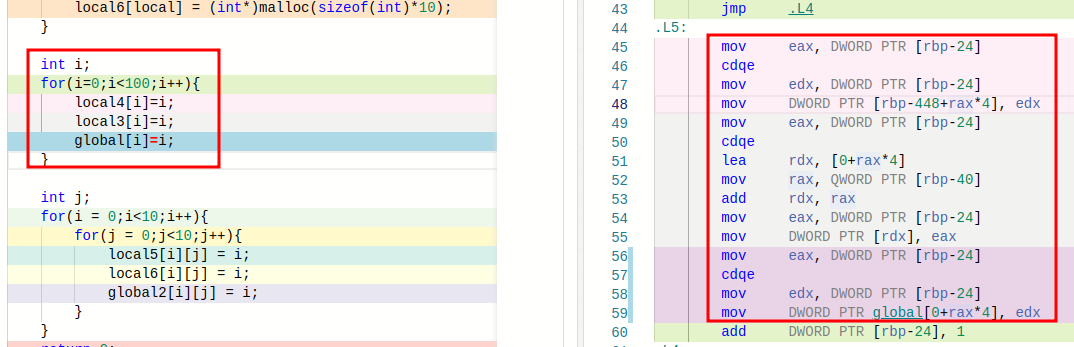 local6[local] = (int*)malloc(sizeof(int)*10);
}
int i;
for(i=0;i<100;i++){
local4[i]=i;
local3[i]=i;
global[i]=i;
}
int j;
for(i = 0;i<10;i++){
for(j = 0;j<10;j++){
local5[i][j] = i;
local6[i][j] = i;
global2[i][j] = i;
}
}
43 jmp .L4
44 .L5:
45 mov eax, DWORD PTR [rbp-24]
46 cdqe
47 mov edx, DWORD PTR [rbp-24]
48 mov DWORD PTR [rbp-448+rax*4], edx
49 mov eax, DWORD PTR [rbp-24]
50 cdqe
51 lea rdx, [0+rax*4]
52 mov rax, QWORD PTR [rbp-40]
53 add rdx, rax
54 mov eax, DWORD PTR [rbp-24]
55 mov DWORD PTR [rdx], eax
56 mov eax, DWORD PTR [rbp-24]
57 cdqe
58 mov edx, DWORD PTR [rbp-24]
59 mov DWORD PTR global[0+rax*4], edx
60 add DWORD PTR [rbp-24], 1